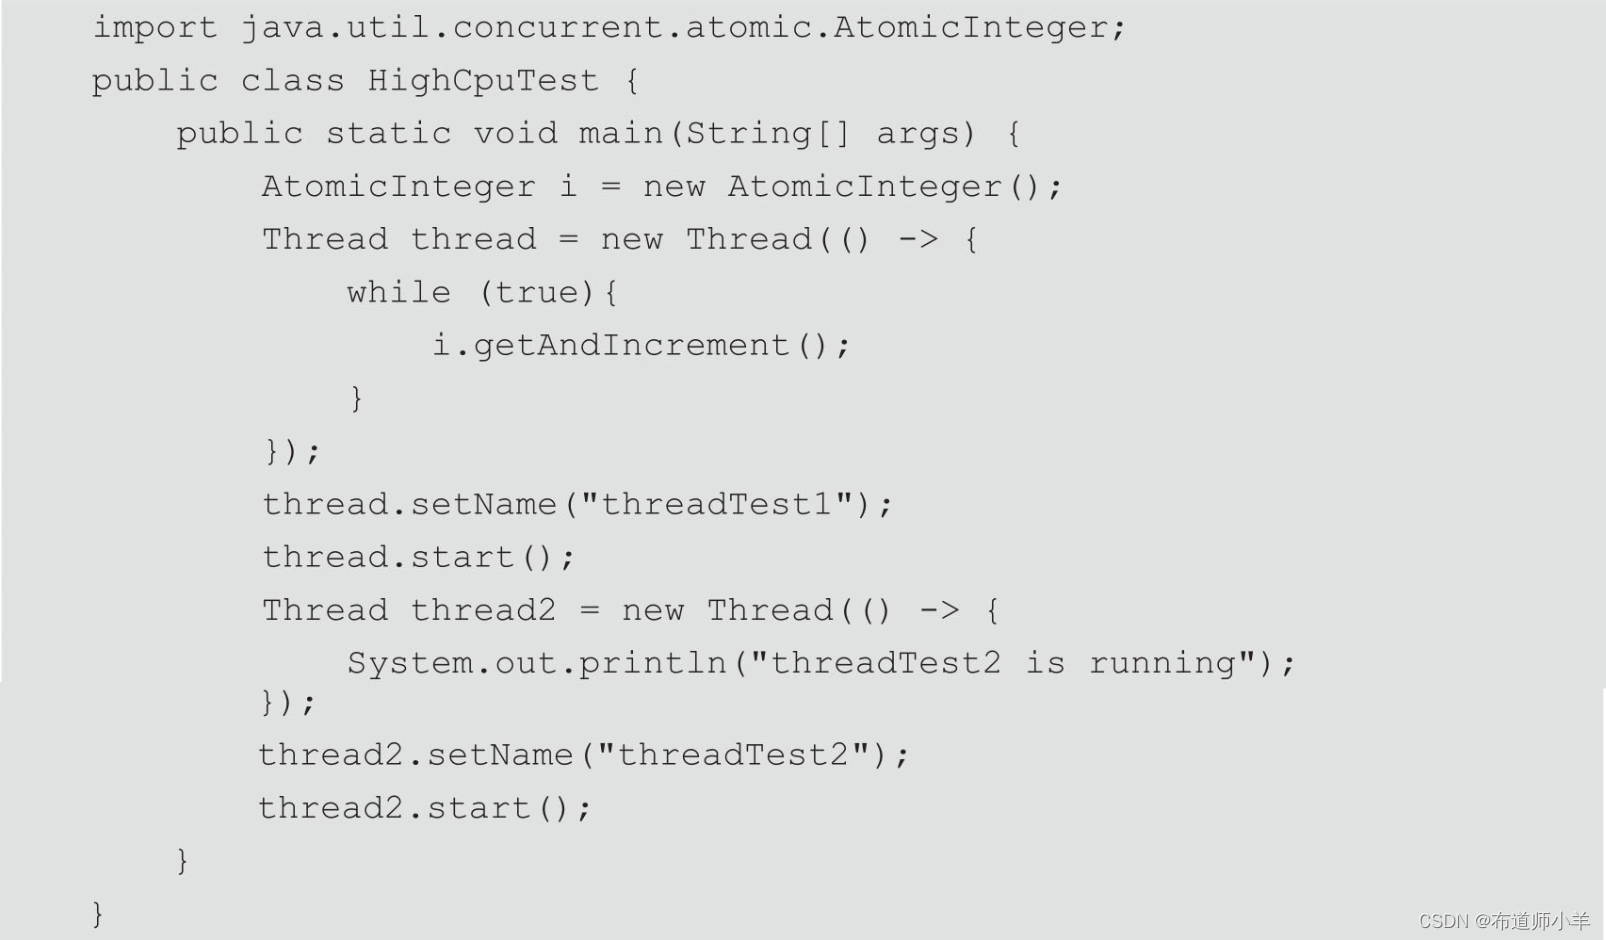 import java.util.concurrent.atomic.AtomicInteger;
public class HighCpuTest {
    public static void main(String[] args) {
        AtomicInteger i = new AtomicInteger();
        Thread thread = new Thread(() -> {
            while (true){
                i.getAndIncrement();
            }
        });
        thread.setName("threadTest1");
        thread.start();
        Thread thread2 = new Thread(() -> {
            System.out.println("threadTest2 is running");
        });
        thread2.setName("threadTest2");
        thread2.start();
    }
}
CSDN @布道师小羊